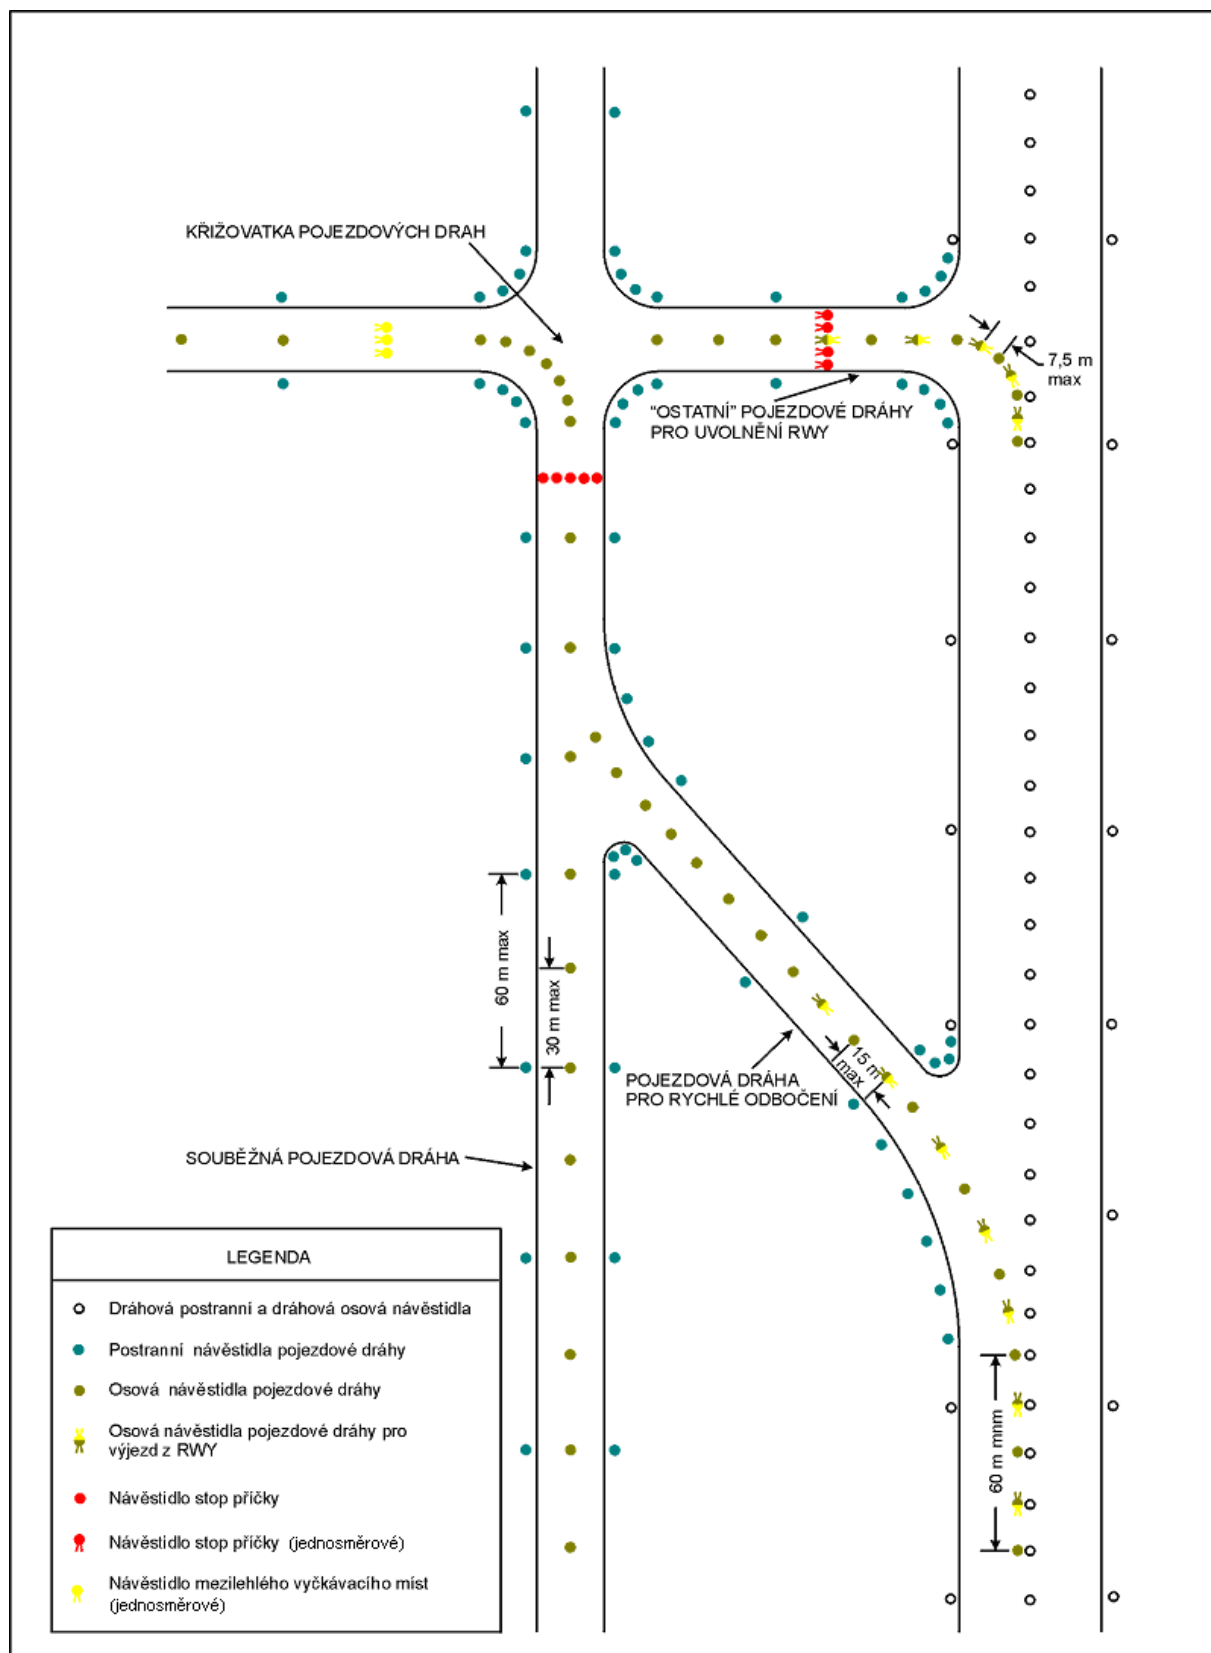 KŘIŽOVATKA POJEZDOVÝCH DRAH
7,5 m
max
"OSTATNÍ" POJEZDOVÉ DRÁHY
PRO UVOLNĚNÍ RWY
60 m max
30 m max
15 m
max
POJEZDOVÁ DRÁHA
PRO RYCHLÉ ODBOČENÍ
SOUBĚŽNÁ POJEZDOVÁ DRÁHA
60 m mnm
LEGENDA
Dráhová postranní a dráhová osová návěstidla
Postranní návěstidla pojezdové dráhy
Osová návěstidla pojezdové dráhy
Osová návěstidla pojezdové dráhy pro
výjezd z RWY
Návěstidlo stop příčky
Návěstidlo stop příčky (jednosměrové)
Návěstidlo mezilehlého vyčkávacího míst
(jednosměrové)